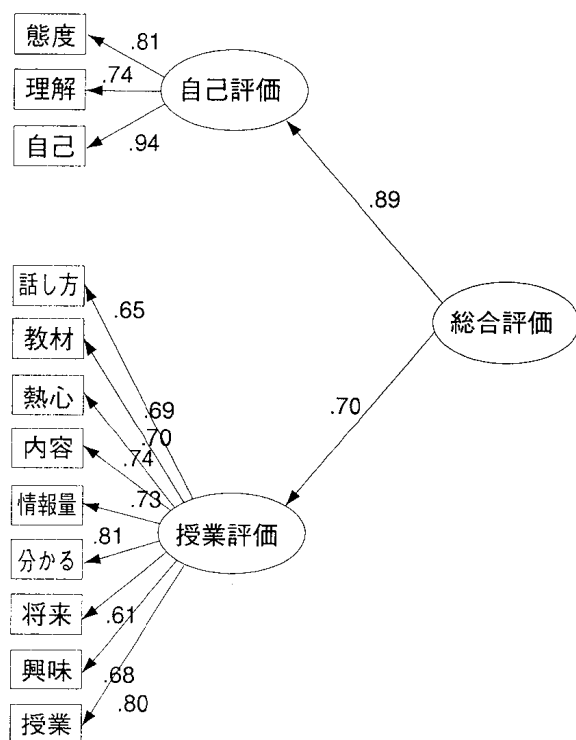 態度
.81
理解
.74
自己評価
自己
.94
.89
話し方
.65
総合評価
教材
熱心
.69
.70
.70
内容
.74
情報量
.73
授業評価
.81
分かる
将来
.61
興味
.68
授業
.80